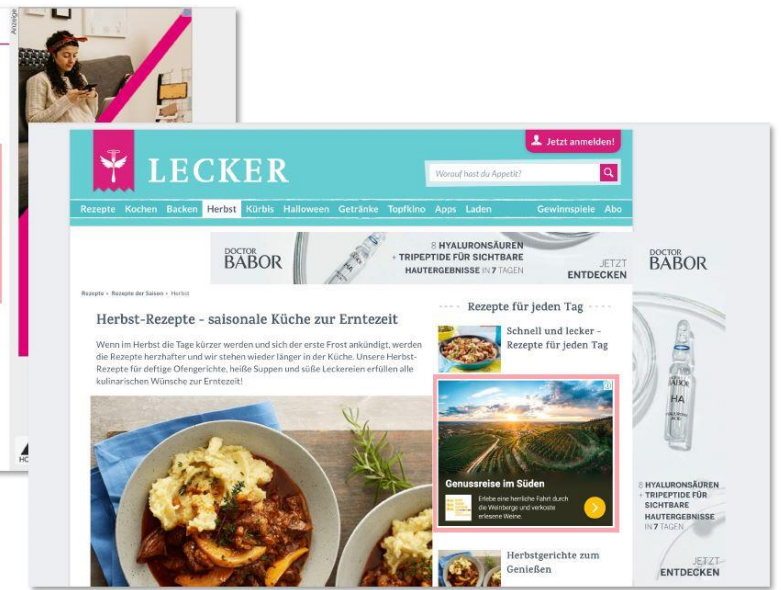 Anzeige
HO
Jetzt anmelden!
LECKER
Worauf hast du Appetit?
Rezepte Kochen Backen Herbst Kürbis Halloween Getränke Topfkino Apps Laden Gewinnspiele Abo
DOCTOR
BABOR
8 HYALURONSÄUREN
+ TRIPEPTIDE FÜR SICHTBARE
HAUTERGEBNISSE IN 7 TAGEN
JETZT
ENTDECKEN
Rezepte » Rezepte der Saison » Herbst
Herbst-Rezepte - saisonale Küche zur Erntezeit
Wenn im Herbst die Tage kürzer werden und sich der erste Frost ankündigt, werden
die Rezepte herzhafter und wir stehen wieder länger in der Küche. Unsere Herbst-
Rezepte für deftige Ofengerichte, heiße Suppen und süße Leckereien erfüllen alle
kulinarischen Wünsche zur Erntezeit!
Rezepte für jeden Tag
Schnell und lecker -
Rezepte für jeden Tag
Genussreise im Süden
Erlebe eine herrliche Fahrt durch
die Weinberge und verkoste
erlesene Weine.
Herbstgerichte zum
Genießen
DOCTOR
BABOR
BABOR
HA
8 HYALURONSÄUREN
+ TRIPEPTIDE FÜR
SICHTBARE
HAUTERGEBNISSE
IN 7 TAGEN
JETZT
ENTDECKEN